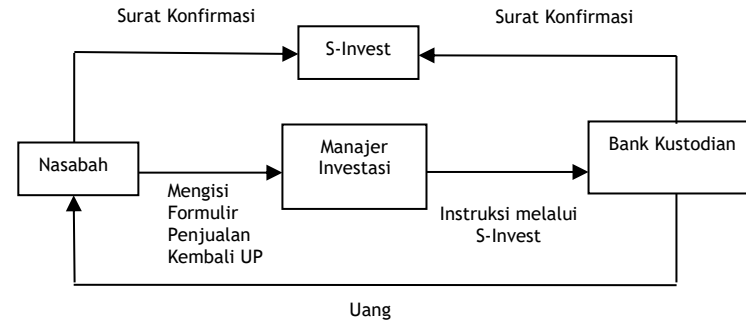 Surat Konfirmasi
Surat Konfirmasi
S-Invest
Nasabah
Manajer
Investasi
Bank Kustodian
Mengisi
Formulir
Penjualan
Kembali UP
Instruksi melalui
S-Invest
Uang